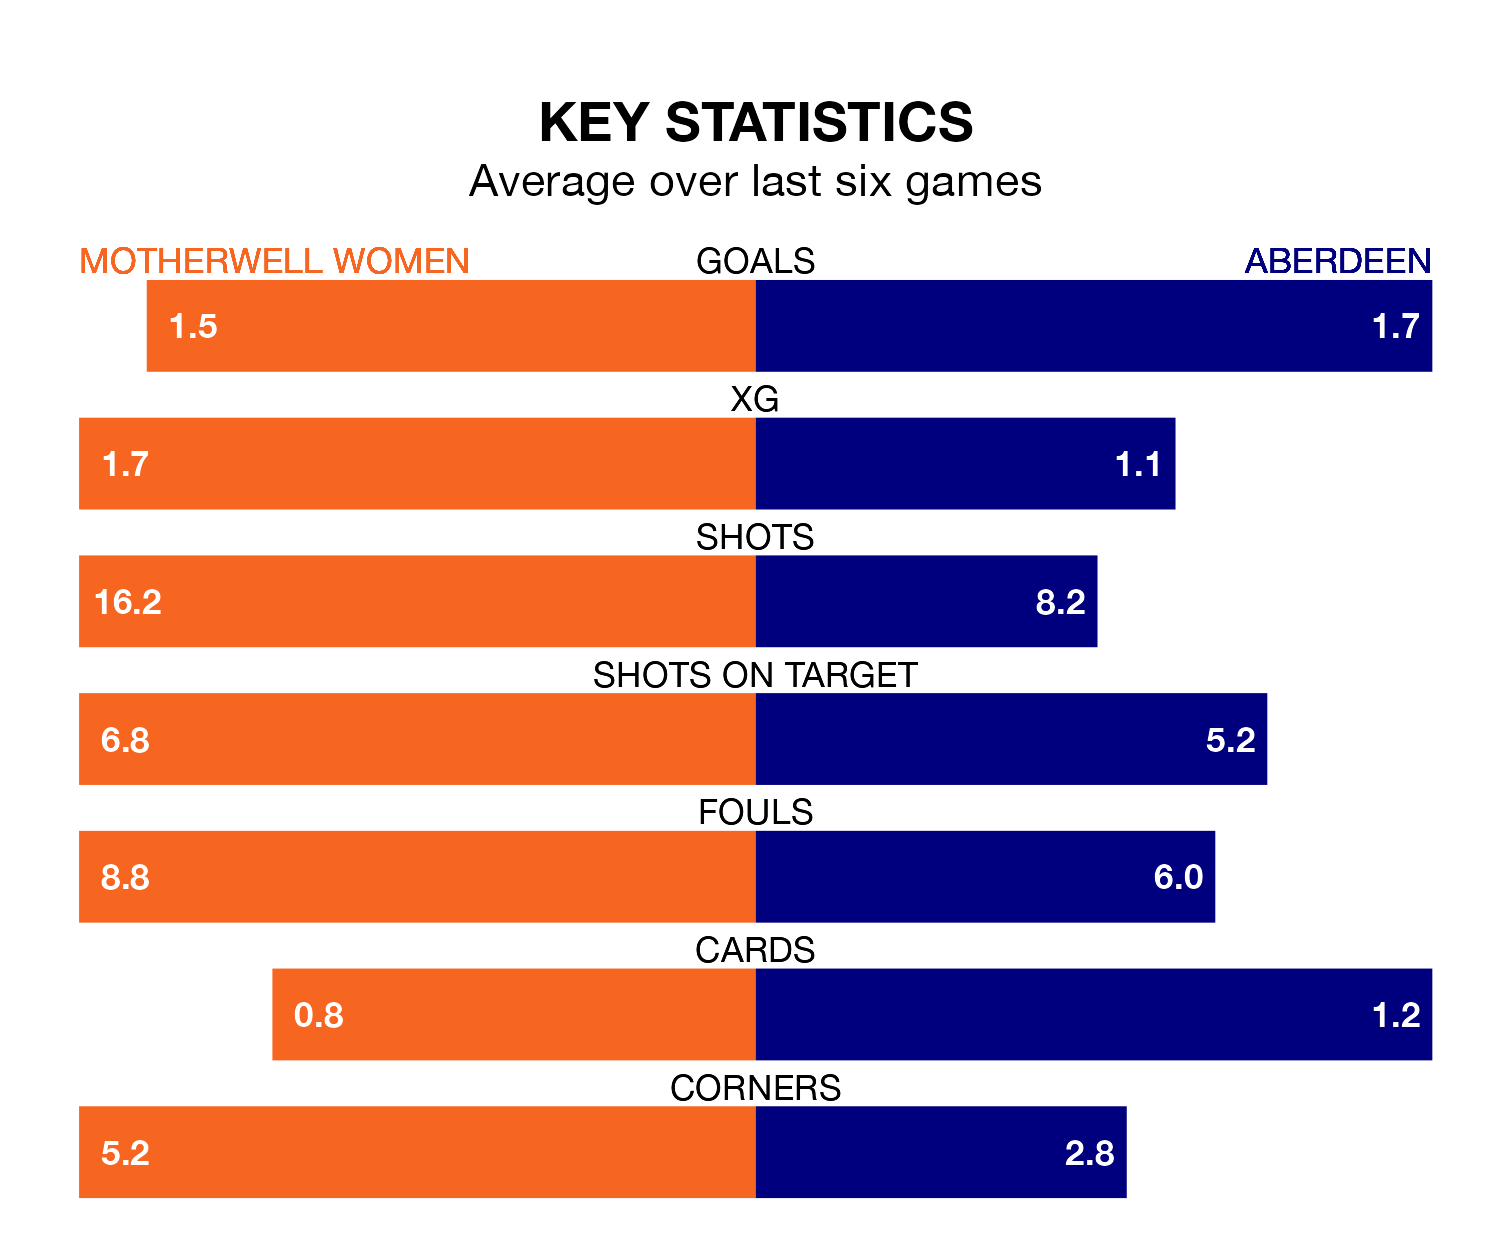 KEY STATISTICS
Average over last six games
MOTHERWELL WOMEN GOALS ABERDEEN
1.5 1.7
XG
1.7 1.1
SHOTS
16.2 8.2
SHOTS ON TARGET
6.8 5.2
FOULS
8.8 6.0
CARDS
0.8 1.2
CORNERS
5.2 2.8